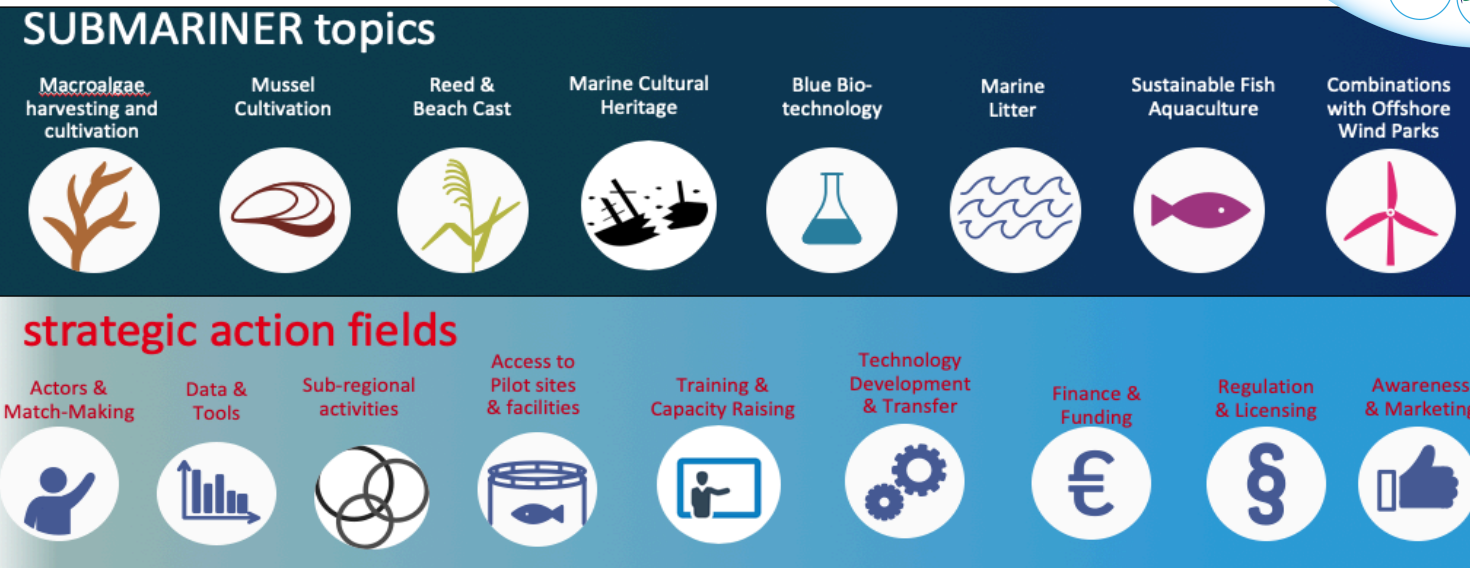 SUBMARINER topics
Macroalgae
harvesting and
cultivation
Mussel
Cultivation
Reed &
Beach Cast
Marine Cultural
Heritage
Blue Bio-
technology
Marine
Litter
Sustainable Fish
Aquaculture
Combinations
with Offshore
Wind Parks
strategic action fields
Actors &
Match-Making
Data &
Tools
Sub-regional
activities
Access to
Pilot sites
& facilities
Training &
Capacity Raising
Technology
Development
& Transfer
Finance &
Funding
Regulation
& Licensing
Awareness
& Marketing